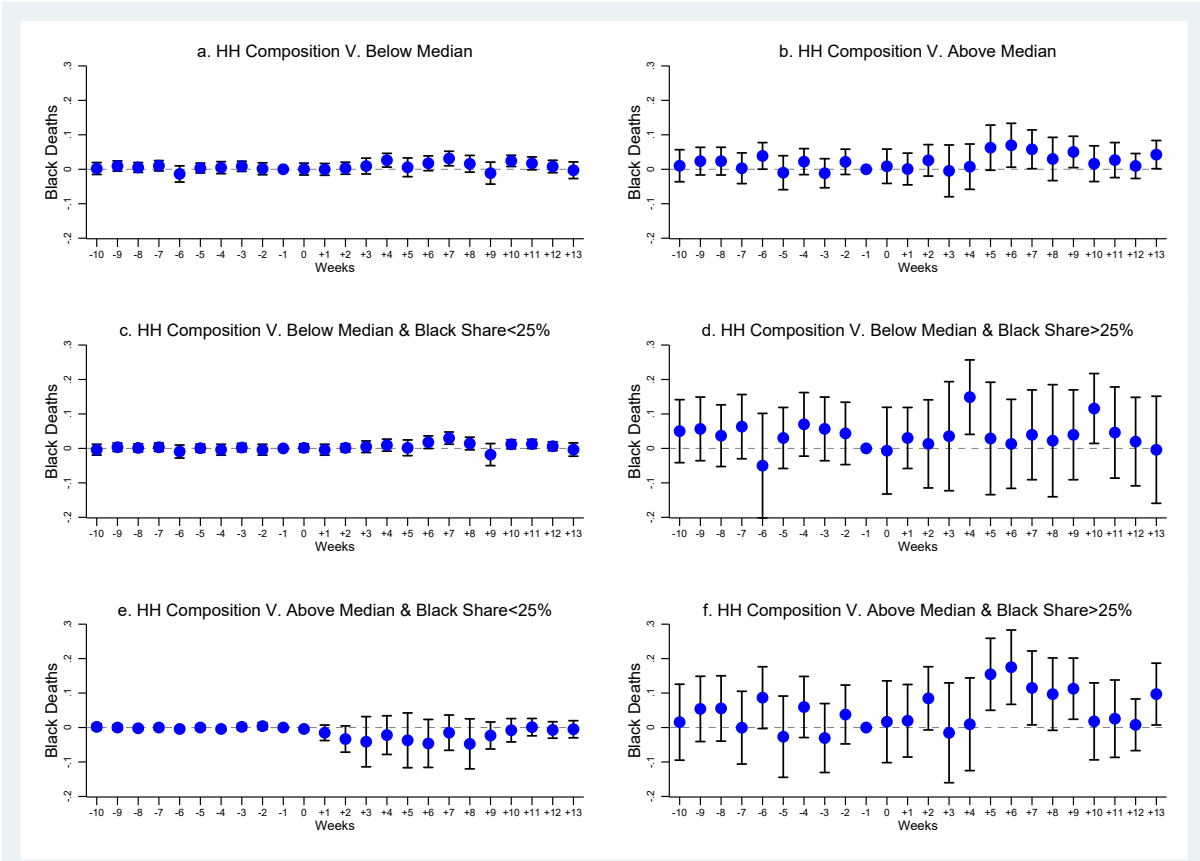 a. HH Composition V. Below Median
Black Deaths
.3
.2
.1
0
-.1
-.2
-10 -9 -8 -7 -6 -5 -4 -3 -2 -1 0 +1 +2 +3 +4 +5 +6 +7 +8 +9 +10 +11 +12 +13
Weeks
b. HH Composition V. Above Median
Black Deaths
.3
.2
.1
0
-.1
-.2
-10 -9 -8 -7 -6 -5 -4 -3 -2 -1 0 +1 +2 +3 +4 +5 +6 +7 +8 +9 +10 +11 +12 +13
Weeks
c. HH Composition V. Below Median & Black Share<25%
Black Deaths
.3
.2
.1
0
-.1
-.2
-10 -9 -8 -7 -6 -5 -4 -3 -2 -1 0 +1 +2 +3 +4 +5 +6 +7 +8 +9 +10 +11 +12 +13
Weeks
d. HH Composition V. Below Median & Black Share>25%
Black Deaths
.3
.2
.1
0
-.1
-.2
-10 -9 -8 -7 -6 -5 -4 -3 -2 -1 0 +1 +2 +3 +4 +5 +6 +7 +8 +9 +10 +11 +12 +13
Weeks
e. HH Composition V. Above Median & Black Share<25%
Black Deaths
.3
.2
.1
0
-.1
-.2
-10 -9 -8 -7 -6 -5 -4 -3 -2 -1 0 +1 +2 +3 +4 +5 +6 +7 +8 +9 +10 +11 +12 +13
Weeks
f. HH Composition V. Above Median & Black Share>25%
Black Deaths
.3
.2
.1
0
-.1
-.2
-10 -9 -8 -7 -6 -5 -4 -3 -2 -1 0 +1 +2 +3 +4 +5 +6 +7 +8 +9 +10 +11 +12 +13
Weeks